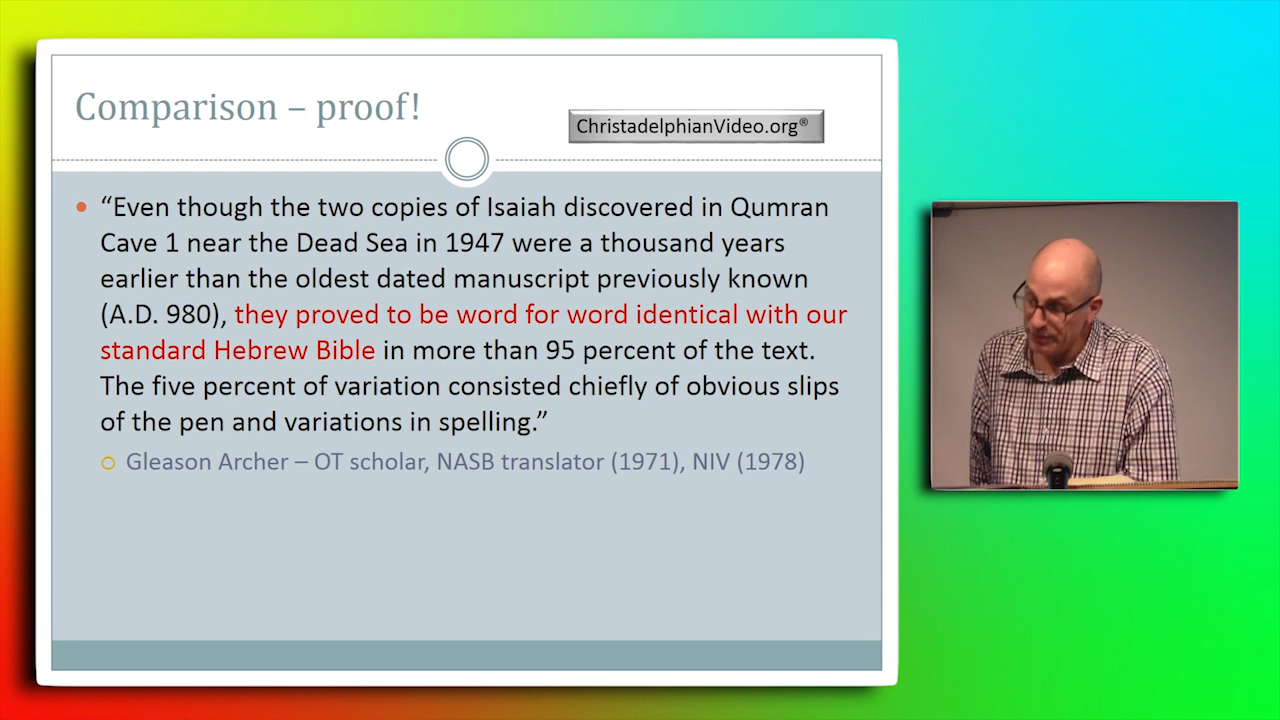 Comparison – proof!
ChristadelphianVideo.org®
“Even though the two copies of Isaiah discovered in Qumran
Cave 1 near the Dead Sea in 1947 were a thousand years
earlier than the oldest dated manuscript previously known
(A.D. 980), they proved to be word for word identical with our
standard Hebrew Bible in more than 95 percent of the text.
The five percent of variation consisted chiefly of obvious slips
of the pen and variations in spelling.”
Gleason Archer – OT scholar, NASB translator (1971), NIV (1978)